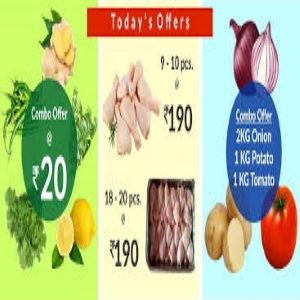 Today's Offers
Combo Offer
@
₹20
9 - 10 pcs.
@
₹190
18 - 20 pcs.
@
₹190
Combo Offer
2KG Onion
1 KG Potato
1 KG Tomato